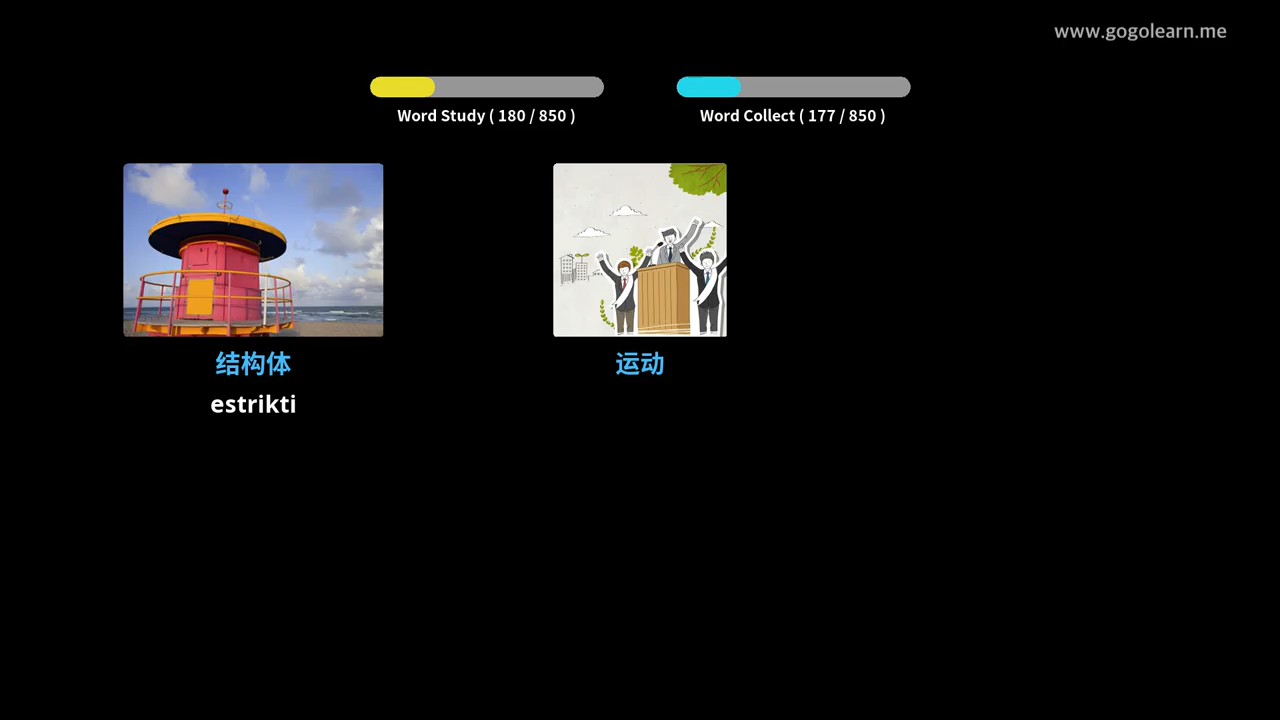 www.gogolearn.me
Word Study ( 180 / 850 )
Word Collect ( 177 / 850 )
结构体
运动
estrikti